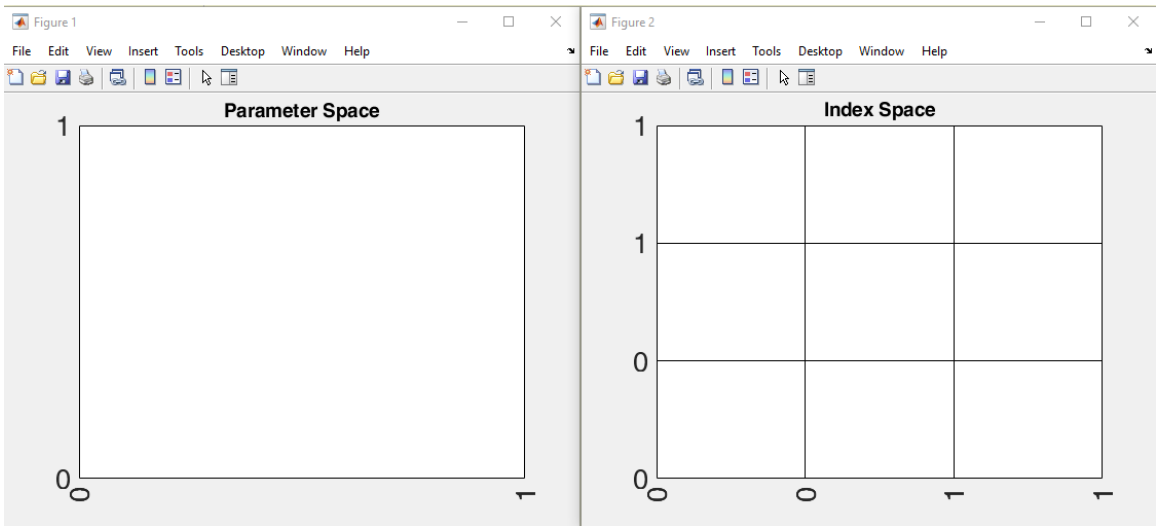 Figure 1
File Edit View Insert Tools Desktop Window Help
Parameter Space
1
0
0 1
Figure 2
File Edit View Insert Tools Desktop Window Help
Index Space
1
1
0
0
0 0 1 1